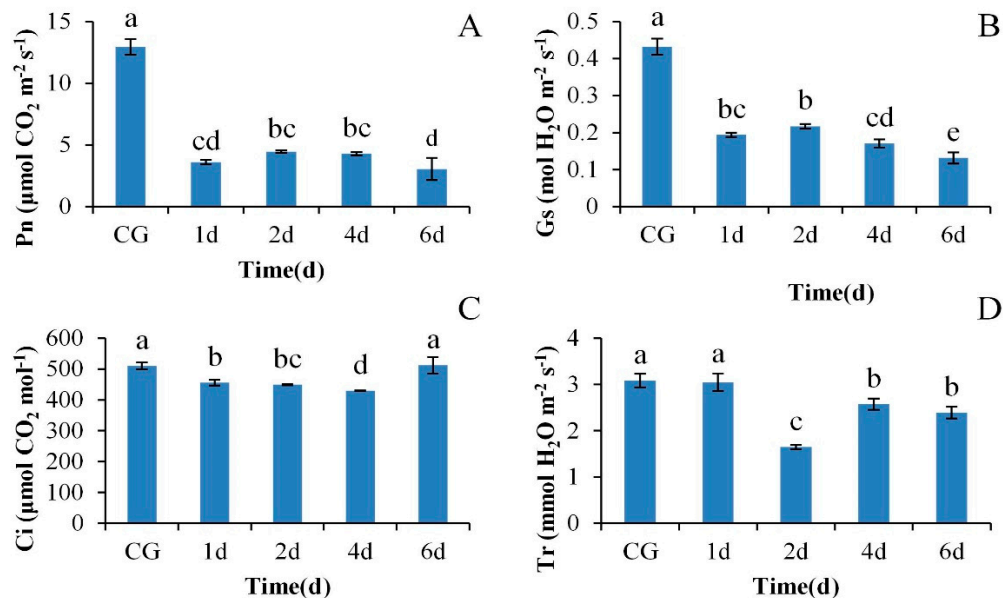 A
Pn (µmol CO₂ m⁻² s⁻¹)
15
10
5
0
a
cd
bc
bc
d
CG 1d 2d 4d 6d
Time(d)
B
Gs (mol H₂O m⁻² s⁻¹)
0.5
0.4
0.3
0.2
0.1
0
a
bc
b
cd
e
CG 1d 2d 4d 6d
Time(d)
C
Ci (µmol CO₂ mol⁻¹)
600
500
400
300
200
100
0
a
b
bc
d
a
CG 1d 2d 4d 6d
Time(d)
D
Tr (mmol H₂O m⁻² s⁻¹)
4
3
2
1
0
a
a
c
b
b
CG 1d 2d 4d 6d
Time(d)